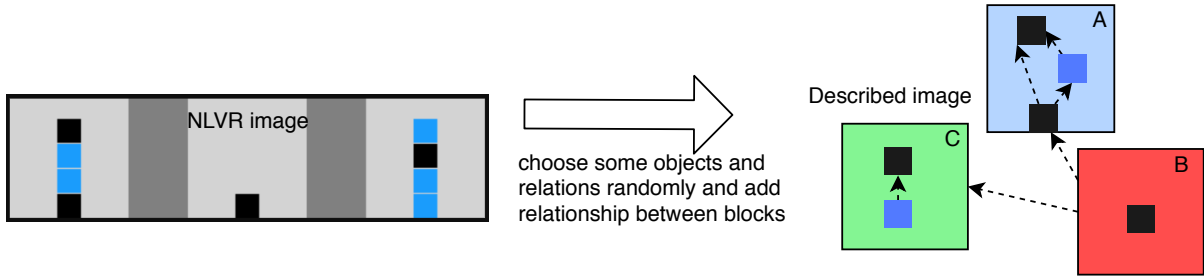 NLVR image
choose some objects and
relations randomly and add
relationship between blocks
Described image
A
C
B